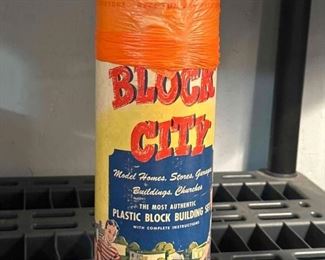 BLOCK
CITY
Model Homes, Stores, Garages
Buildings, Churches
THE MOST AUTHENTIC
PLASTIC BLOCK BUILDING SET
WITH COMPLETE INSTRUCTIONS